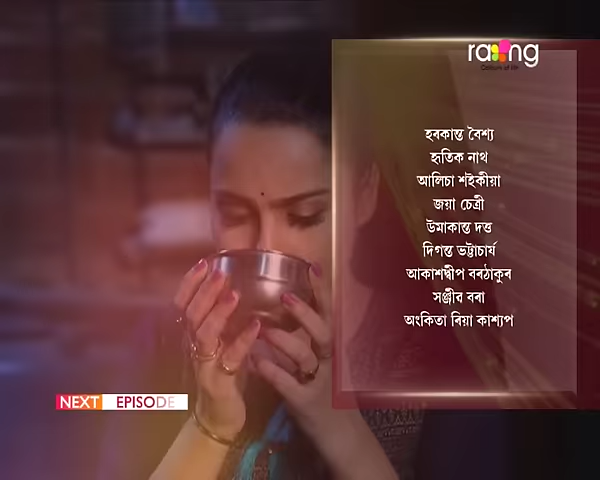 rang
Colours of life
হৰকান্ত বৈশ্য
হৃতিক নাথ
আলিচা শইকীয়া
জয়া চেত্ৰী
উমাকান্ত দত্ত
দিগন্ত ভট্টাচাৰ্য
আকাশদ্বীপ বৰঠাকুৰ
সঞ্জীৱ বৰা
অংকিতা ৰিয়া কাশ্যপ
NEXT EPISODE